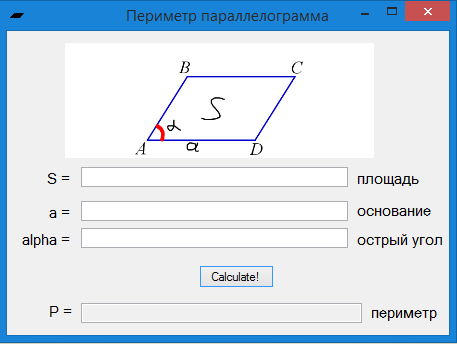 Периметр параллелограмма
B C
S
α
A a D
S = площадь
a = основание
alpha = острый угол
Calculate!
P = периметр